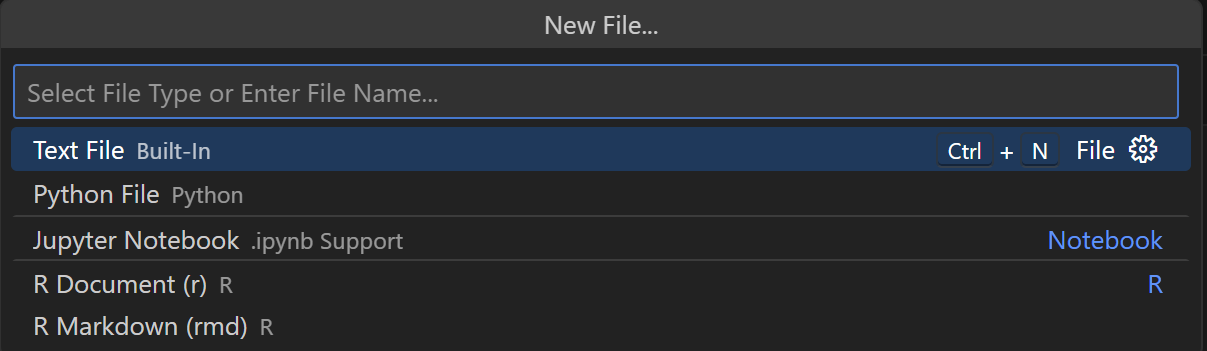 New File...
Select File Type or Enter File Name...
Text File Built-In Ctrl + N File
Python File Python
Jupyter Notebook .ipynb Support Notebook
R Document (r) R R
R Markdown (rmd) R